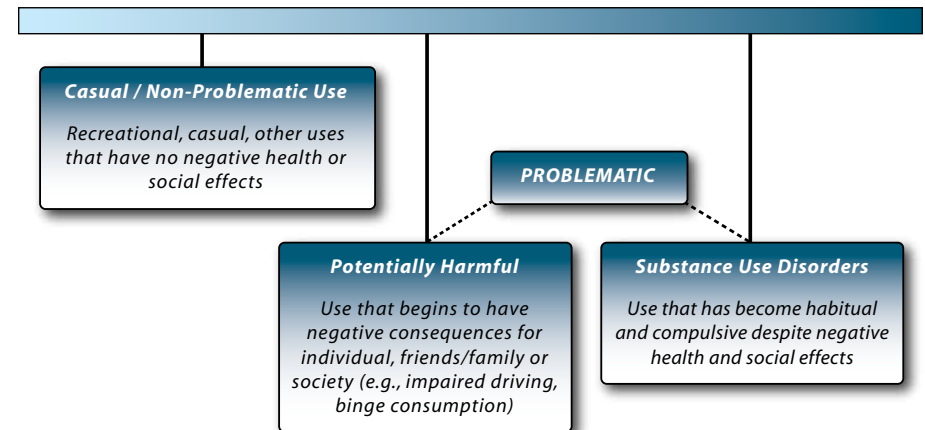 Casual / Non-Problematic Use
Recreational, casual, other uses
that have no negative health or
social effects
PROBLEMATIC
Potentially Harmful
Use that begins to have
negative consequences for
individual, friends/family or
society (e.g., impaired driving,
binge consumption)
Substance Use Disorders
Use that has become habitual
and compulsive despite negative
health and social effects